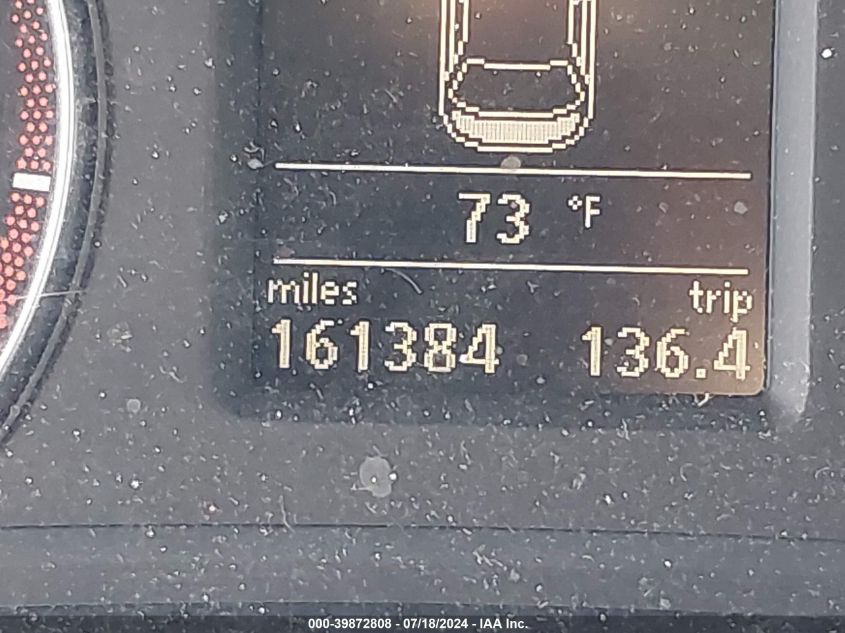 73 °F
miles trip
161384 136.4
000-39872808 - 07/18/2024 - IAA Inc.